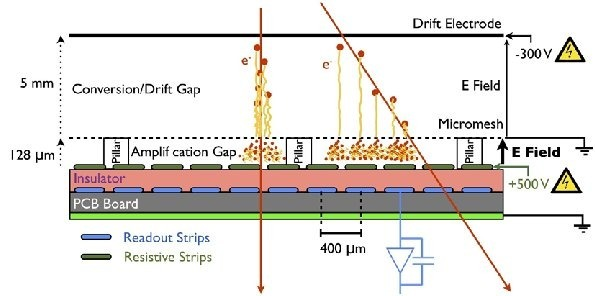 Drift Electrode
-300 V
e-
e-
5 mm
Conversion/Drift Gap
E Field
Micromesh
128 μm
Pillar
Amplification Gap
Pillar
Pillar
E Field
Insulator
+500 V
PCB Board
Readout Strips
400 μm
Resistive Strips